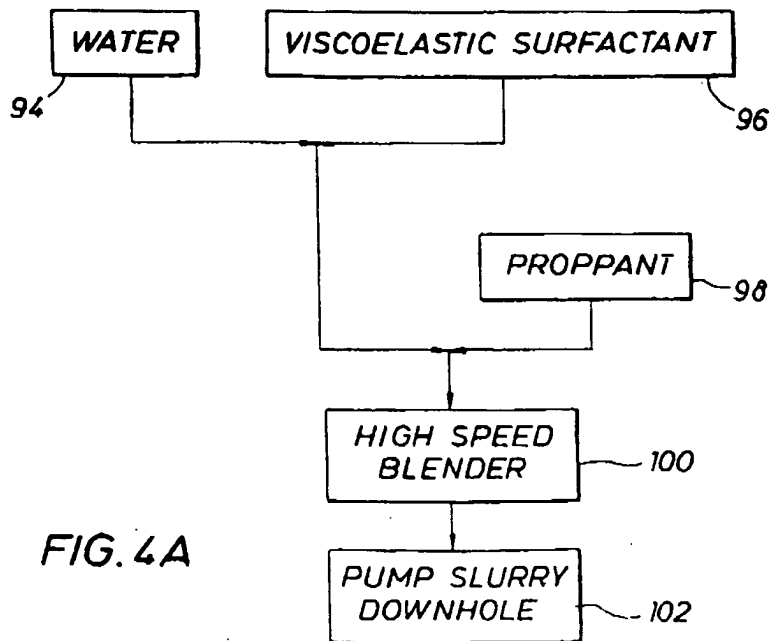 WATER
VISCOELASTIC SURFACTANT
94
96
PROPPANT
98
HIGH SPEED
BLENDER
100
FIG. 4A
PUMP SLURRY
DOWNHOLE
102